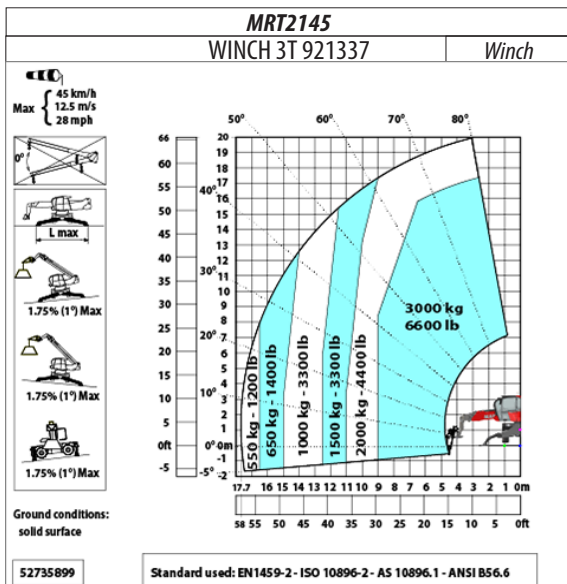 MRT2145
WINCH 3T 921337 Winch
Max { 45 km/h
12.5 m/s
28 mph
0°
L max
1.75% (1°) Max
1.75% (1°) Max
1.75% (1°) Max
Ground conditions:
solid surface
52735899
50° 60° 70° 80°
40°
30°
20°
10°
0°
-5°
66
60
55
50
45
40
35
30
25
20
15
10
5
0ft
-5
20
19
18
17
16
15
14
13
12
11
10
9
8
7
6
5
4
3
2
1
0m
-1
-2
550 kg - 1200 lb
650 kg - 1400 lb
1000 kg - 3300 lb
1500 kg - 3300 lb
2000 kg - 4400 lb
3000 kg
6600 lb
17.7 16 15 14 13 12 11 10 9 8 7 6 5 4 3 2 1 0m
58 55 50 45 40 35 30 25 20 15 10 5 0ft
Standard used: EN1459-2 - ISO 10896-2 - AS 10896.1 - ANSI B56.6